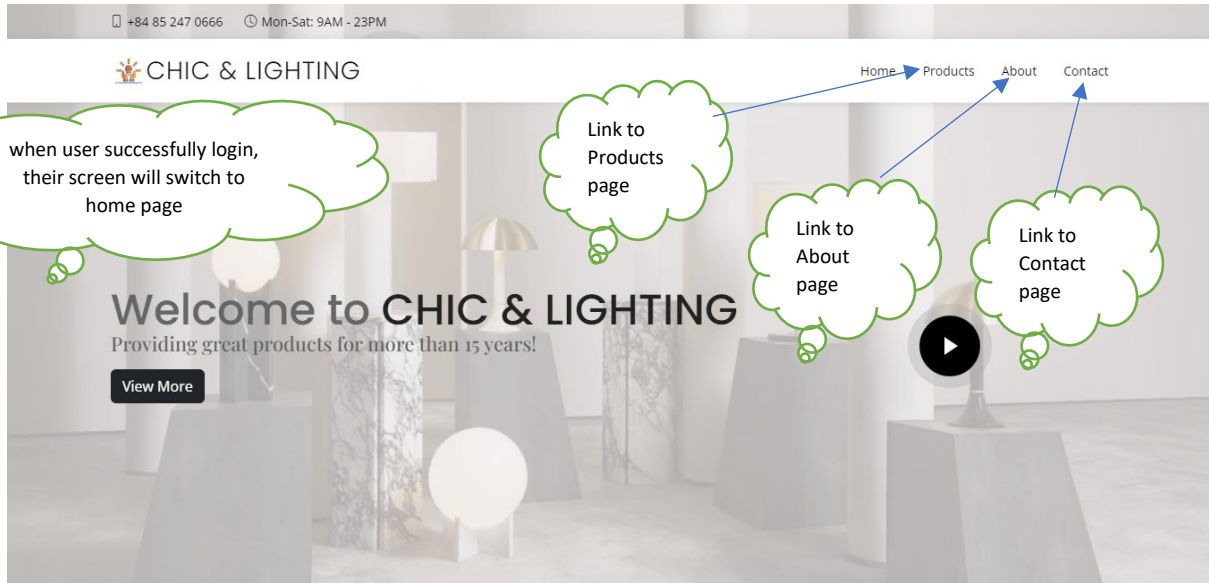 +84 85 247 0666 Mon-Sat: 9AM - 23PM
CHIC & LIGHTING
Home Products About Contact
when user successfully login,
their screen will switch to
home page
Link to
Products
page
Link to
About
page
Link to
Contact
page
Welcome to CHIC & LIGHTING
Providing great products for more than 15 years!
View More